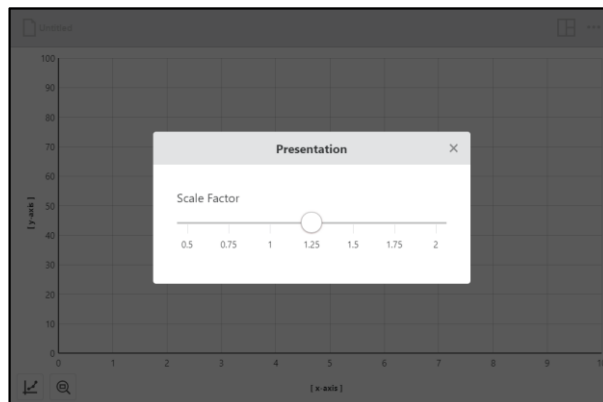 Untitled
100
90
80
70
60
50
40
30
20
10
0
[ y-axis ]
Presentation
×
Scale Factor
0.5 0.75 1 1.25 1.5 1.75 2
0 1 2 3 4 5 6 7 8 9 10
[ x-axis ]